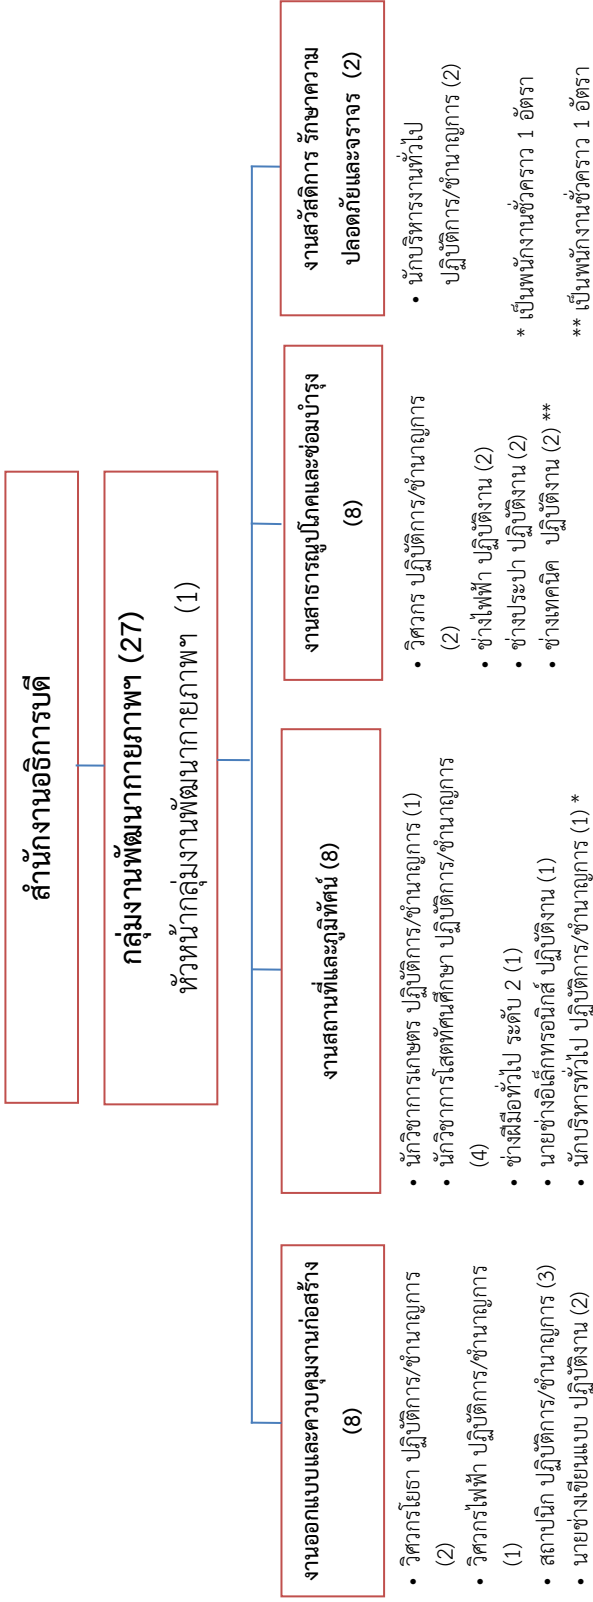 สำนักงานอธิการบดี
กลุ่มงานพัฒนากายภาพฯ (27)
หัวหน้ากลุ่มงานพัฒนากายภาพฯ (1)
งานออกแบบและควบคุมงานก่อสร้าง
(8)
• วิศวกรโยธา ปฏิบัติการ/ชำนาญการ
(2)
• วิศวกรไฟฟ้า ปฏิบัติการ/ชำนาญการ
(1)
• สถาปนิก ปฏิบัติการ/ชำนาญการ (3)
• นายช่างเขียนแบบ ปฏิบัติงาน (2)
งานสถานที่และภูมิทัศน์ (8)
• นักวิชาการเกษตร ปฏิบัติการ/ชำนาญการ (1)
• นักวิชาการโสตทัศนศึกษา ปฏิบัติการ/ชำนาญการ
(4)
• ช่างฝีมือทั่วไป ระดับ 2 (1)
• นายช่างอิเล็กทรอนิกส์ ปฏิบัติงาน (1)
• นักบริหารทั่วไป ปฏิบัติการ/ชำนาญการ (1) *
งานสาธารณูปโภคและซ่อมบำรุง
(8)
• วิศวกร ปฏิบัติการ/ชำนาญการ
(2)
• ช่างไฟฟ้า ปฏิบัติงาน (2)
• ช่างประปา ปฏิบัติงาน (2)
• ช่างเทคนิค ปฏิบัติงาน (2) **
งานสวัสดิการ รักษาความ
ปลอดภัยและจราจร (2)
• นักบริหารงานทั่วไป
ปฏิบัติการ/ชำนาญการ (2)
* เป็นพนักงานชั่วคราว 1 อัตรา
** เป็นพนักงานชั่วคราว 1 อัตรา